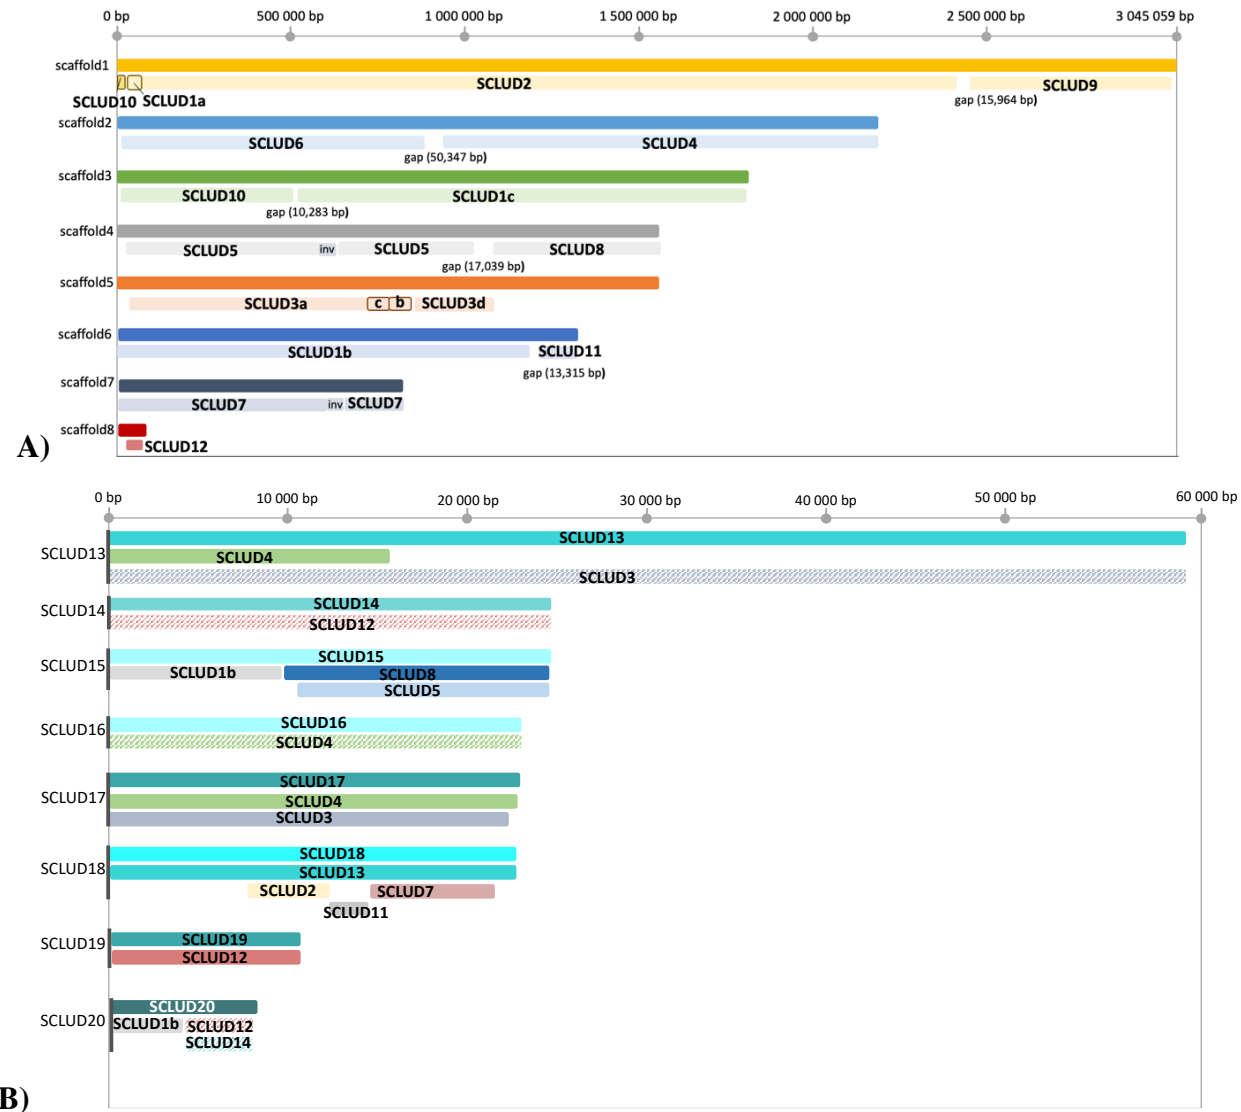 0 bp 500 000 bp 1 000 000 bp 1 500 000 bp 2 000 000 bp 2 500 000 bp 3 045 059 bp
scaffold1
SCLUD2 SCLUD9
SCLUD10 SCLUD1a gap (15,964 bp)
scaffold2
SCLUD6 SCLUD4
gap (50,347 bp)
scaffold3
SCLUD10 SCLUD1c
gap (10,283 bp)
scaffold4
SCLUD5 inv SCLUD5 SCLUD8
gap (17,039 bp)
scaffold5
SCLUD3a c b SCLUD3d
scaffold6
SCLUD1b SCLUD11
gap (13,315 bp)
scaffold7
SCLUD7 inv SCLUD7
scaffold8
A) SCLUD12
0 bp 10 000 bp 20 000 bp 30 000 bp 40 000 bp 50 000 bp 60 000 bp
SCLUD13
SCLUD13 SCLUD4
SCLUD3
SCLUD14
SCLUD14
SCLUD12
SCLUD15
SCLUD15 SCLUD1b SCLUD8
SCLUD5
SCLUD16
SCLUD16
SCLUD4
SCLUD17
SCLUD17 SCLUD4
SCLUD3
SCLUD18
SCLUD18 SCLUD13
SCLUD2 SCLUD7
SCLUD11
SCLUD19 SCLUD19
SCLUD12
SCLUD20
SCLUD20 SCLUD1b SCLUD12
SCLUD14
B)